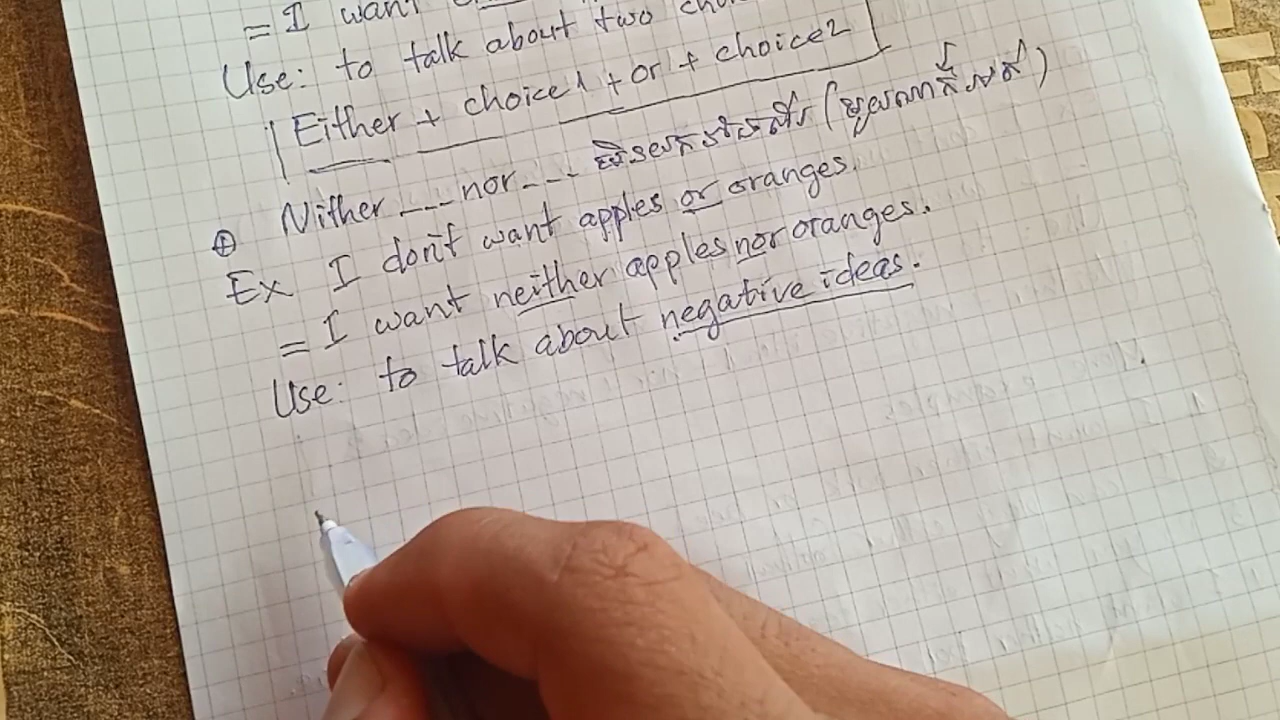 = I want
Use: to talk about two
Either + choice1 + or + choice2
Nither ---nor---
⊕
Ex I don't want apples or oranges.
= I want neither apples nor oranges.
Use: to talk about negative ideas.